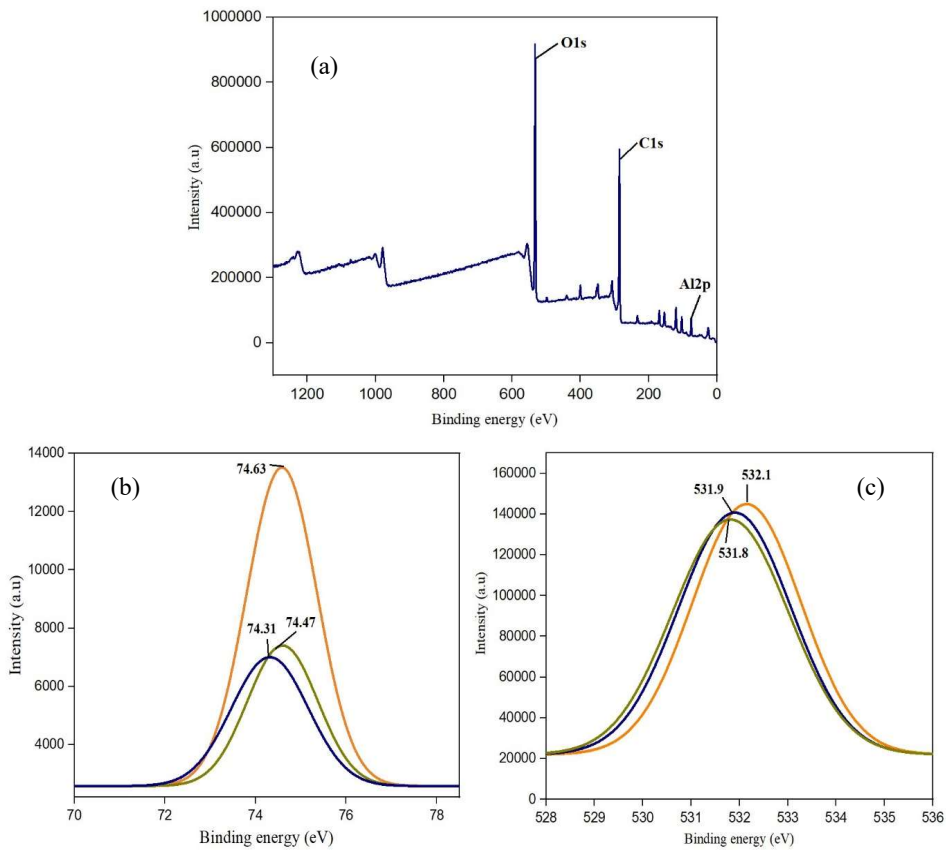 (a)
1000000
800000
600000
400000
200000
0
O1s
C1s
Al2p
Intensity (a.u)
1200 1000 800 600 400 200 0
Binding energy (eV)
(b)
14000
12000
10000
8000
6000
4000
74.63
74.31 74.47
Intensity (a.u)
70 72 74 76 78
Binding energy (eV)
(c)
160000
140000
120000
100000
80000
60000
40000
20000
0
531.9 532.1
531.8
Intensity (a.u)
528 529 530 531 532 533 534 535 536
Binding energy (eV)